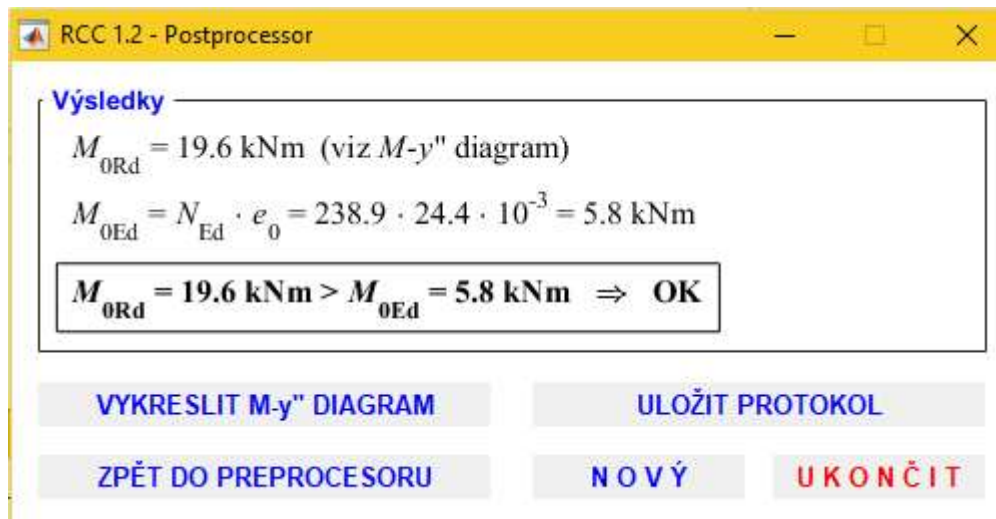 RCC 1.2 - Postprocessor
Výsledky
M0Rd = 19.6 kNm (viz M-y" diagram)
M0Ed = NEd · e0 = 238.9 · 24.4 · 10-3 = 5.8 kNm
M0Rd = 19.6 kNm > M0Ed = 5.8 kNm ⇒ OK
VYKRESLIT M-y" DIAGRAM ULOŽIT PROTOKOL
ZPĚT DO PREPROCESORU N O V Ý U K O N Č I T